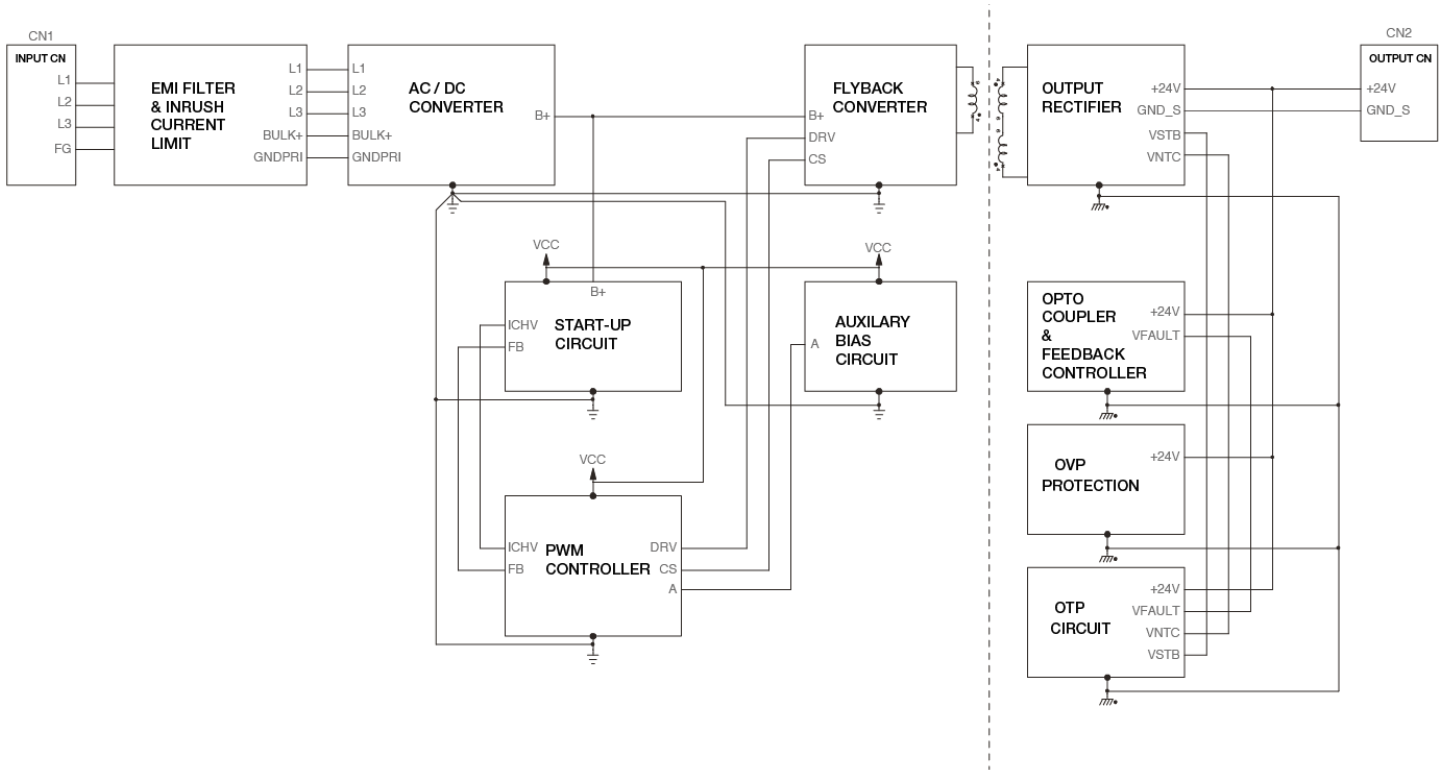 CN1
INPUT CN
L1
L2
L3
FG
EMI FILTER
& INRUSH
CURRENT
LIMIT
L1
L2
L3
BULK+
GNDPRI
L1
L2
L3
BULK+
GNDPRI
AC / DC
CONVERTER
B+
FLYBACK
CONVERTER
B+
DRV
CS
OUTPUT
RECTIFIER
+24V
GND_S
VSTB
VNTC
CN2
OUTPUT CN
+24V
GND_S
VCC
B+
ICHV
FB
START-UP
CIRCUIT
VCC
AUXILARY
BIAS
CIRCUIT
A
OPTO
COUPLER
&
FEEDBACK
CONTROLLER
+24V
VFAULT
VCC
ICHV
FB
PWM
CONTROLLER
DRV
CS
A
OVP
PROTECTION
+24V
OTP
CIRCUIT
+24V
VFAULT
VNTC
VSTB